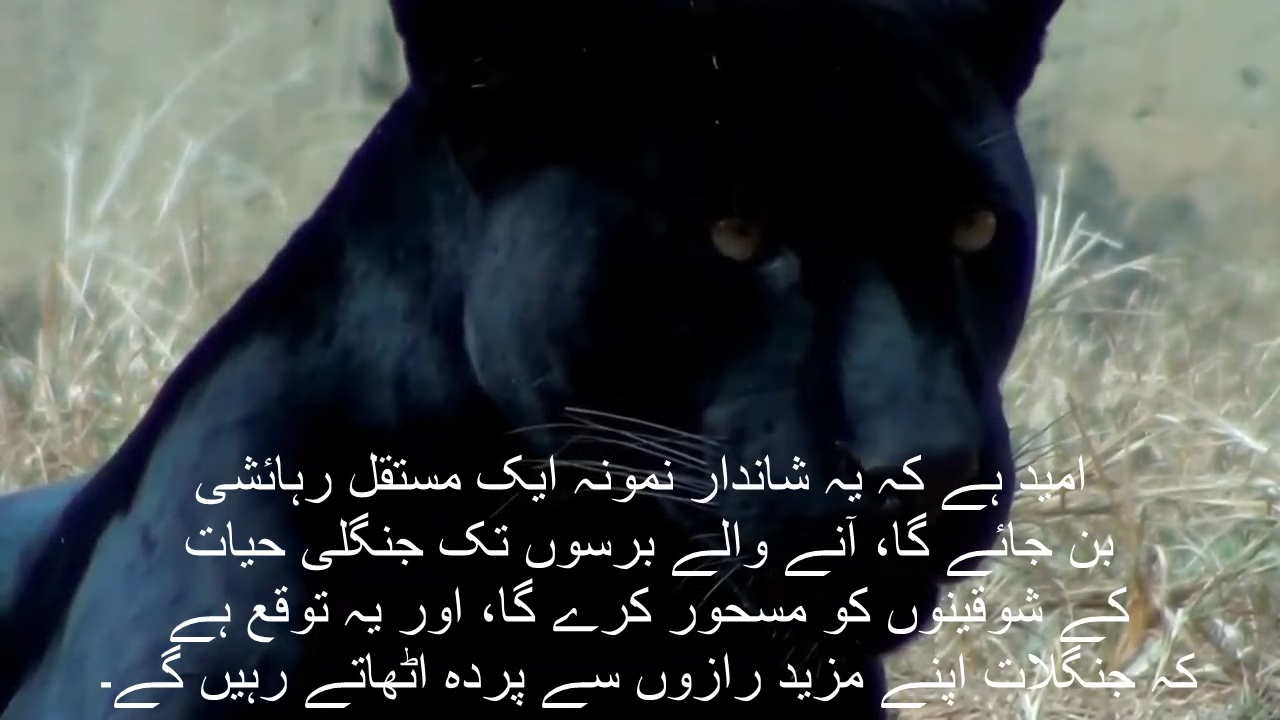 امید ہے کہ یہ شاندار نمونہ ایک مستقل رہائشی
بن جائے گا، آنے والے برسوں تک جنگلی حیات
کے شوقینوں کو مسحور کرے گا، اور یہ توقع ہے
کہ جنگلات اپنے مزید رازوں سے پردہ اٹھاتے رہیں گے۔